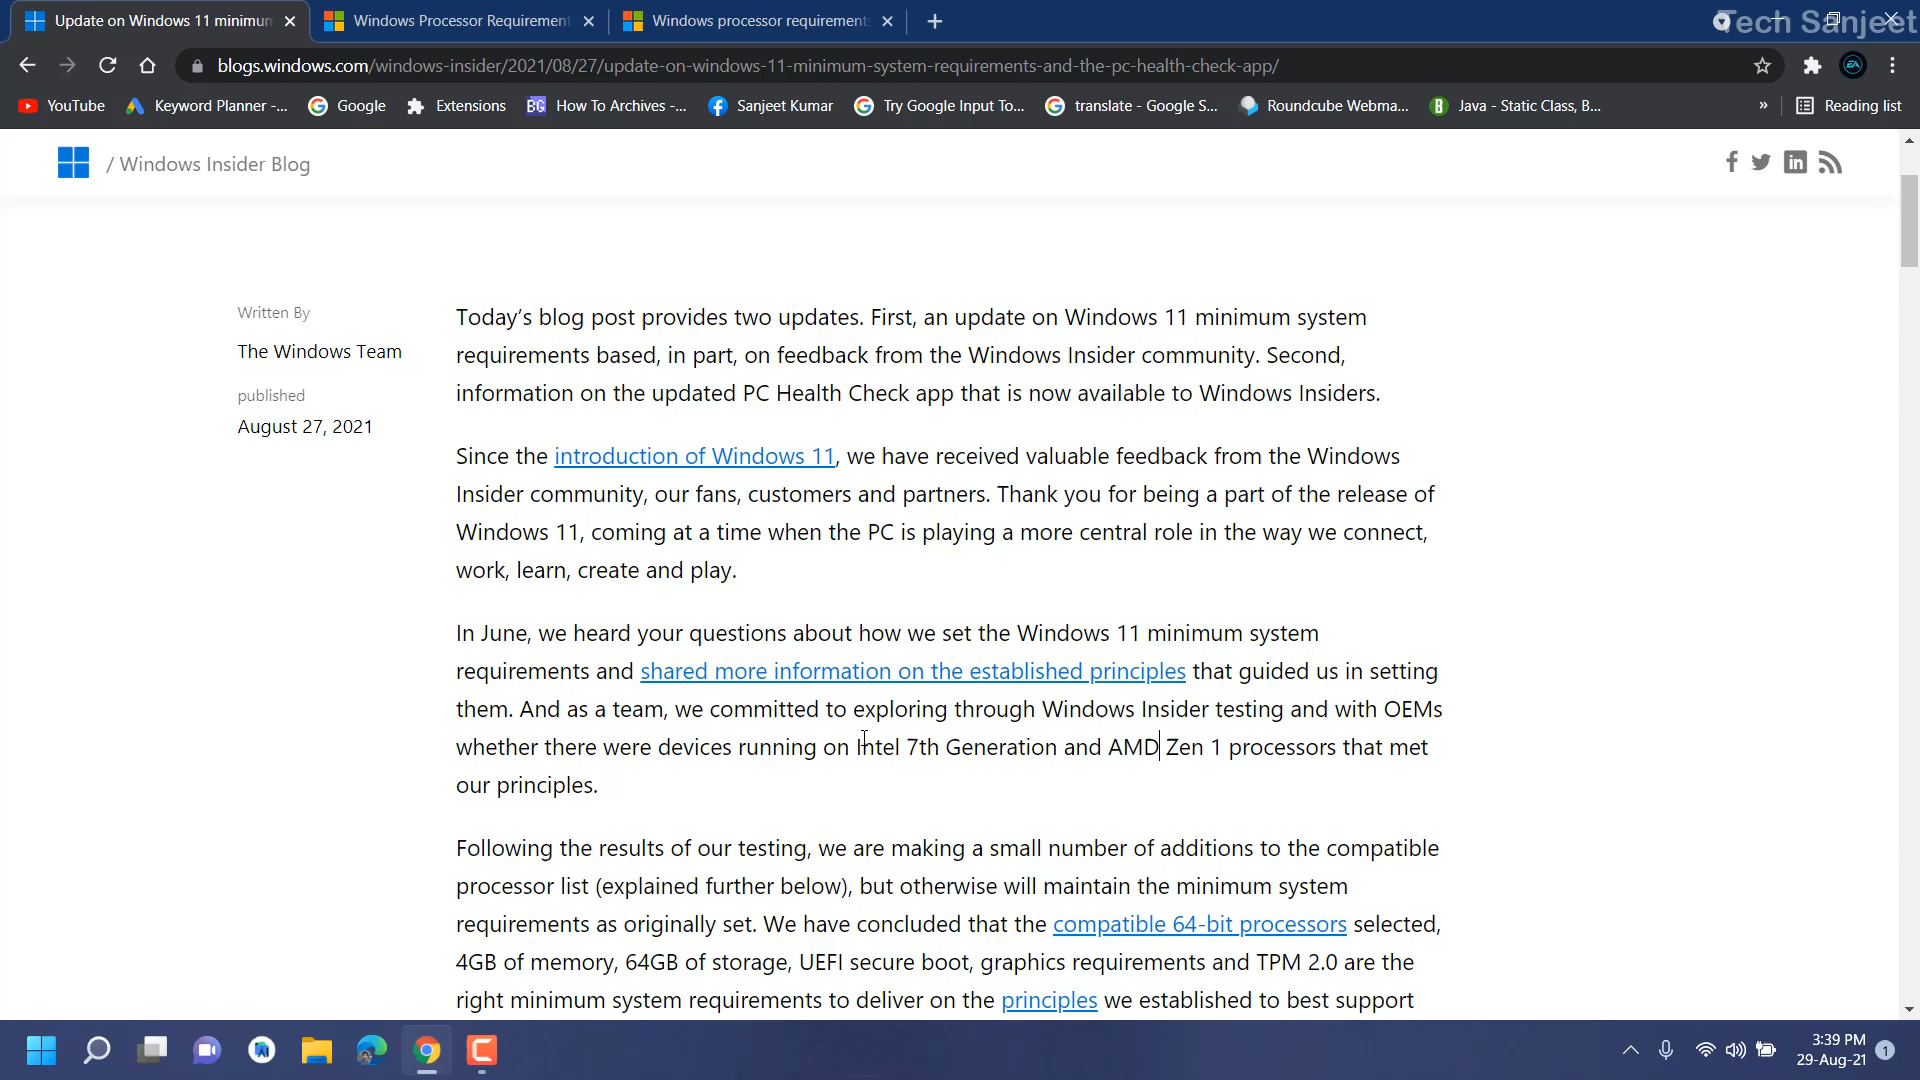 Update on Windows 11 minimum
Windows Processor Requirement
Windows processor requirement
Tech Sanjeet
blogs.windows.com/windows-insider/2021/08/27/update-on-windows-11-minimum-system-requirements-and-the-pc-health-check-app/
YouTube
Keyword Planner -...
Google
Extensions
How To Archives -...
Sanjeet Kumar
Try Google Input To...
translate - Google S...
Roundcube Webma...
Java - Static Class, B...
»
Reading list
/ Windows Insider Blog
Written By
The Windows Team
published
August 27, 2021
Today’s blog post provides two updates. First, an update on Windows 11 minimum system
requirements based, in part, on feedback from the Windows Insider community. Second,
information on the updated PC Health Check app that is now available to Windows Insiders.
Since the introduction of Windows 11, we have received valuable feedback from the Windows
Insider community, our fans, customers and partners. Thank you for being a part of the release of
Windows 11, coming at a time when the PC is playing a more central role in the way we connect,
work, learn, create and play.
In June, we heard your questions about how we set the Windows 11 minimum system
requirements and shared more information on the established principles that guided us in setting
them. And as a team, we committed to exploring through Windows Insider testing and with OEMs
whether there were devices running on Intel 7th Generation and AMD Zen 1 processors that met
our principles.
Following the results of our testing, we are making a small number of additions to the compatible
processor list (explained further below), but otherwise will maintain the minimum system
requirements as originally set. We have concluded that the compatible 64-bit processors selected,
4GB of memory, 64GB of storage, UEFI secure boot, graphics requirements and TPM 2.0 are the
right minimum system requirements to deliver on the principles we established to best support
3:39 PM
29-Aug-21
1